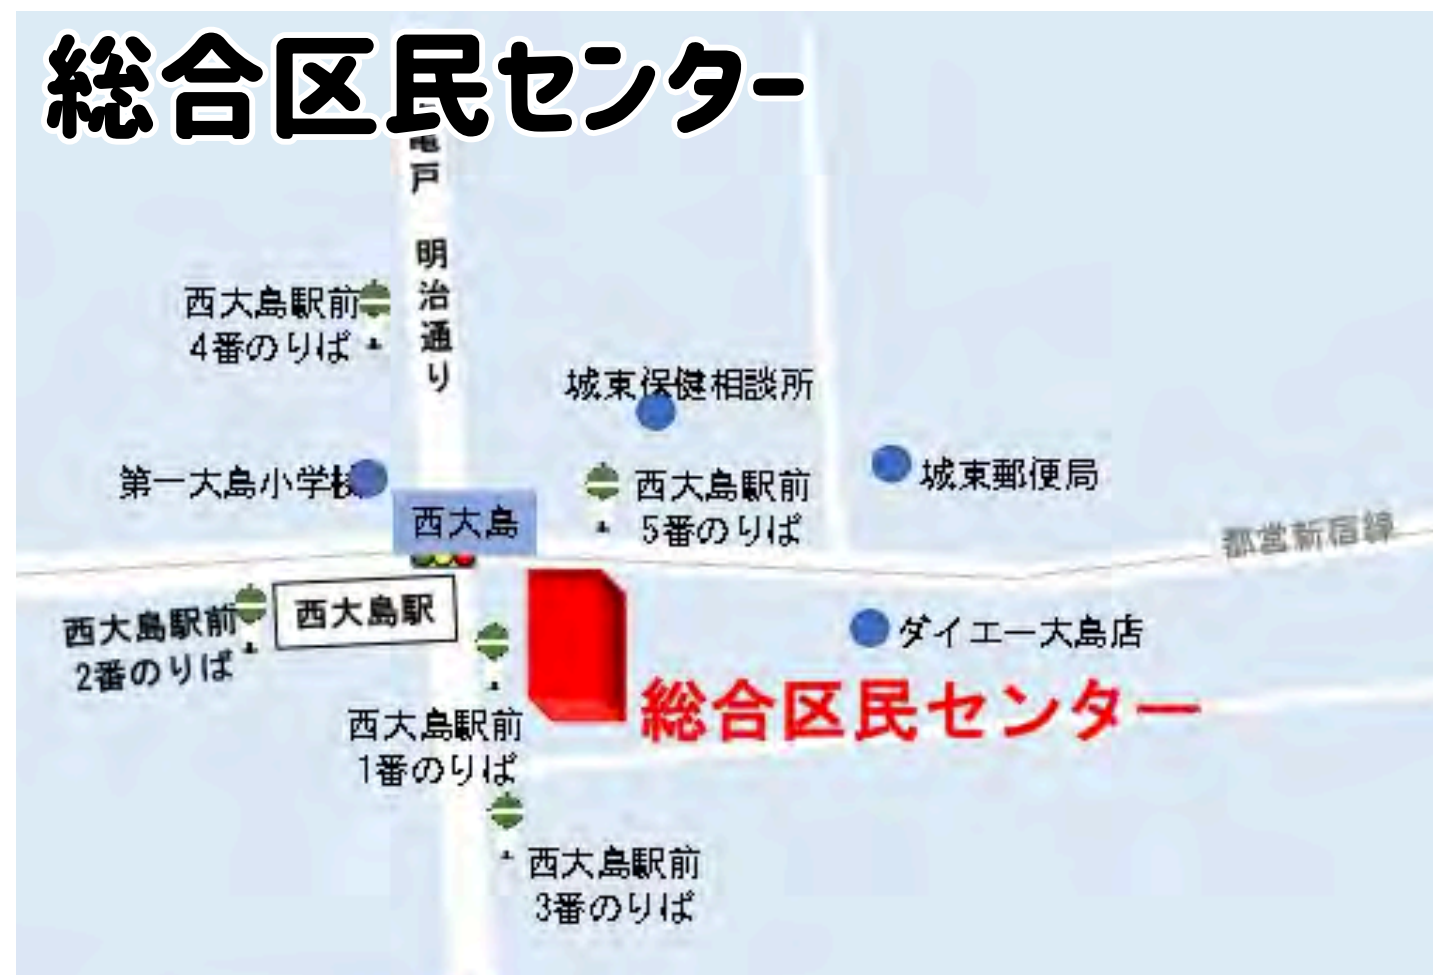 総合区民センター
亀戸
明治通り
西大島駅前
4番のりば
城東保健相談所
第一大島小学校
西大島
西大島駅前
5番のりば
城東郵便局
都営新宿線
西大島駅前
2番のりば
西大島駅
ダイエー大島店
総合区民センター
西大島駅前
1番のりば
西大島駅前
3番のりば